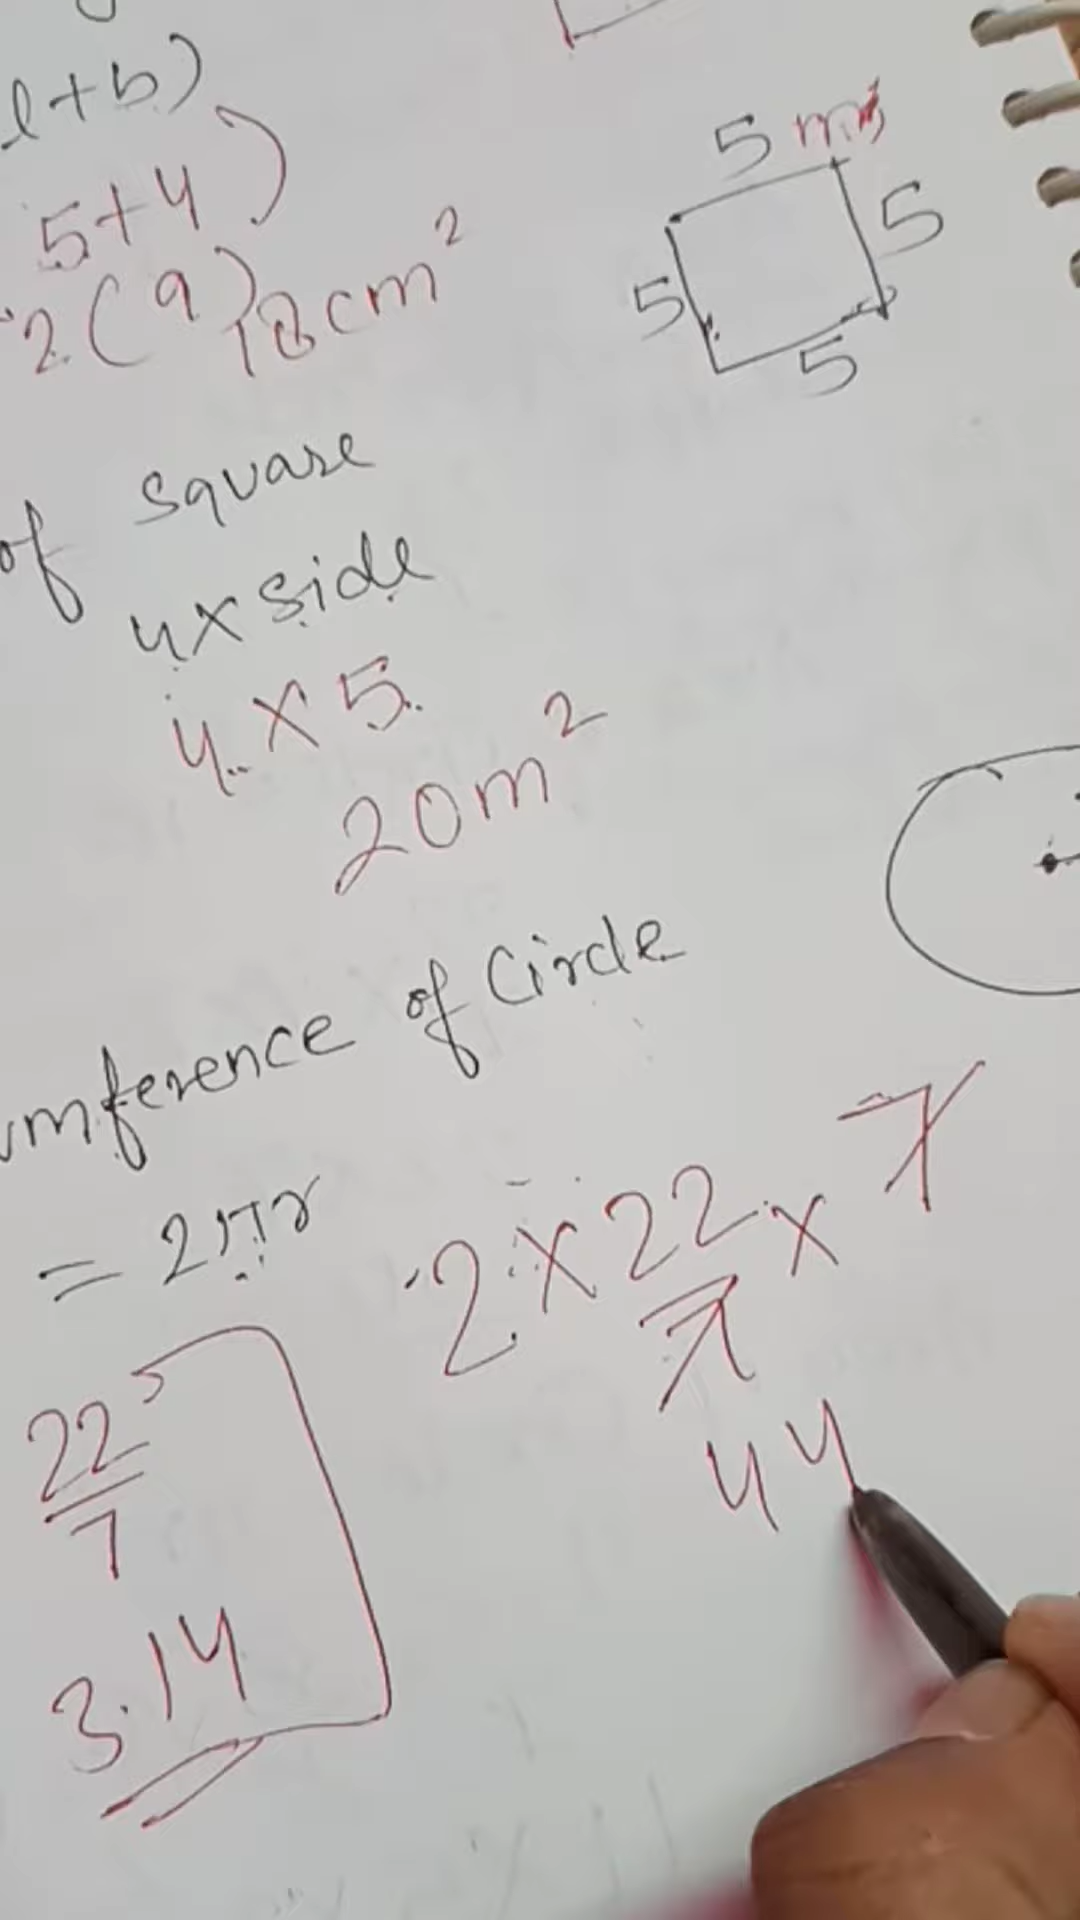 l+b)
5+4)
2(9)18cm²
5 m
5
5
5
of square
4×side
4×5
20m²
umference of Circle
= 2πr
2×22/7×7
44
22/7
3.14